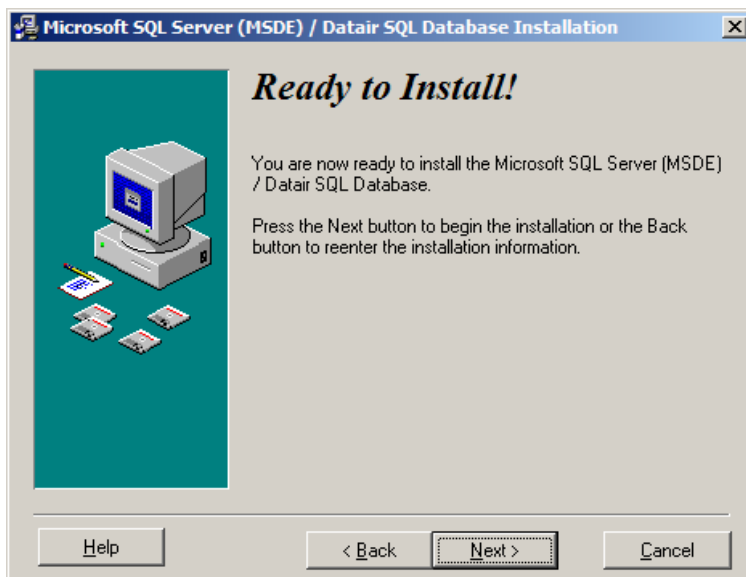 Microsoft SQL Server (MSDE) / Datair SQL Database Installation
Ready to Install!
You are now ready to install the Microsoft SQL Server (MSDE)
/ Datair SQL Database.
Press the Next button to begin the installation or the Back
button to reenter the installation information.
Help
< Back
Next >
Cancel